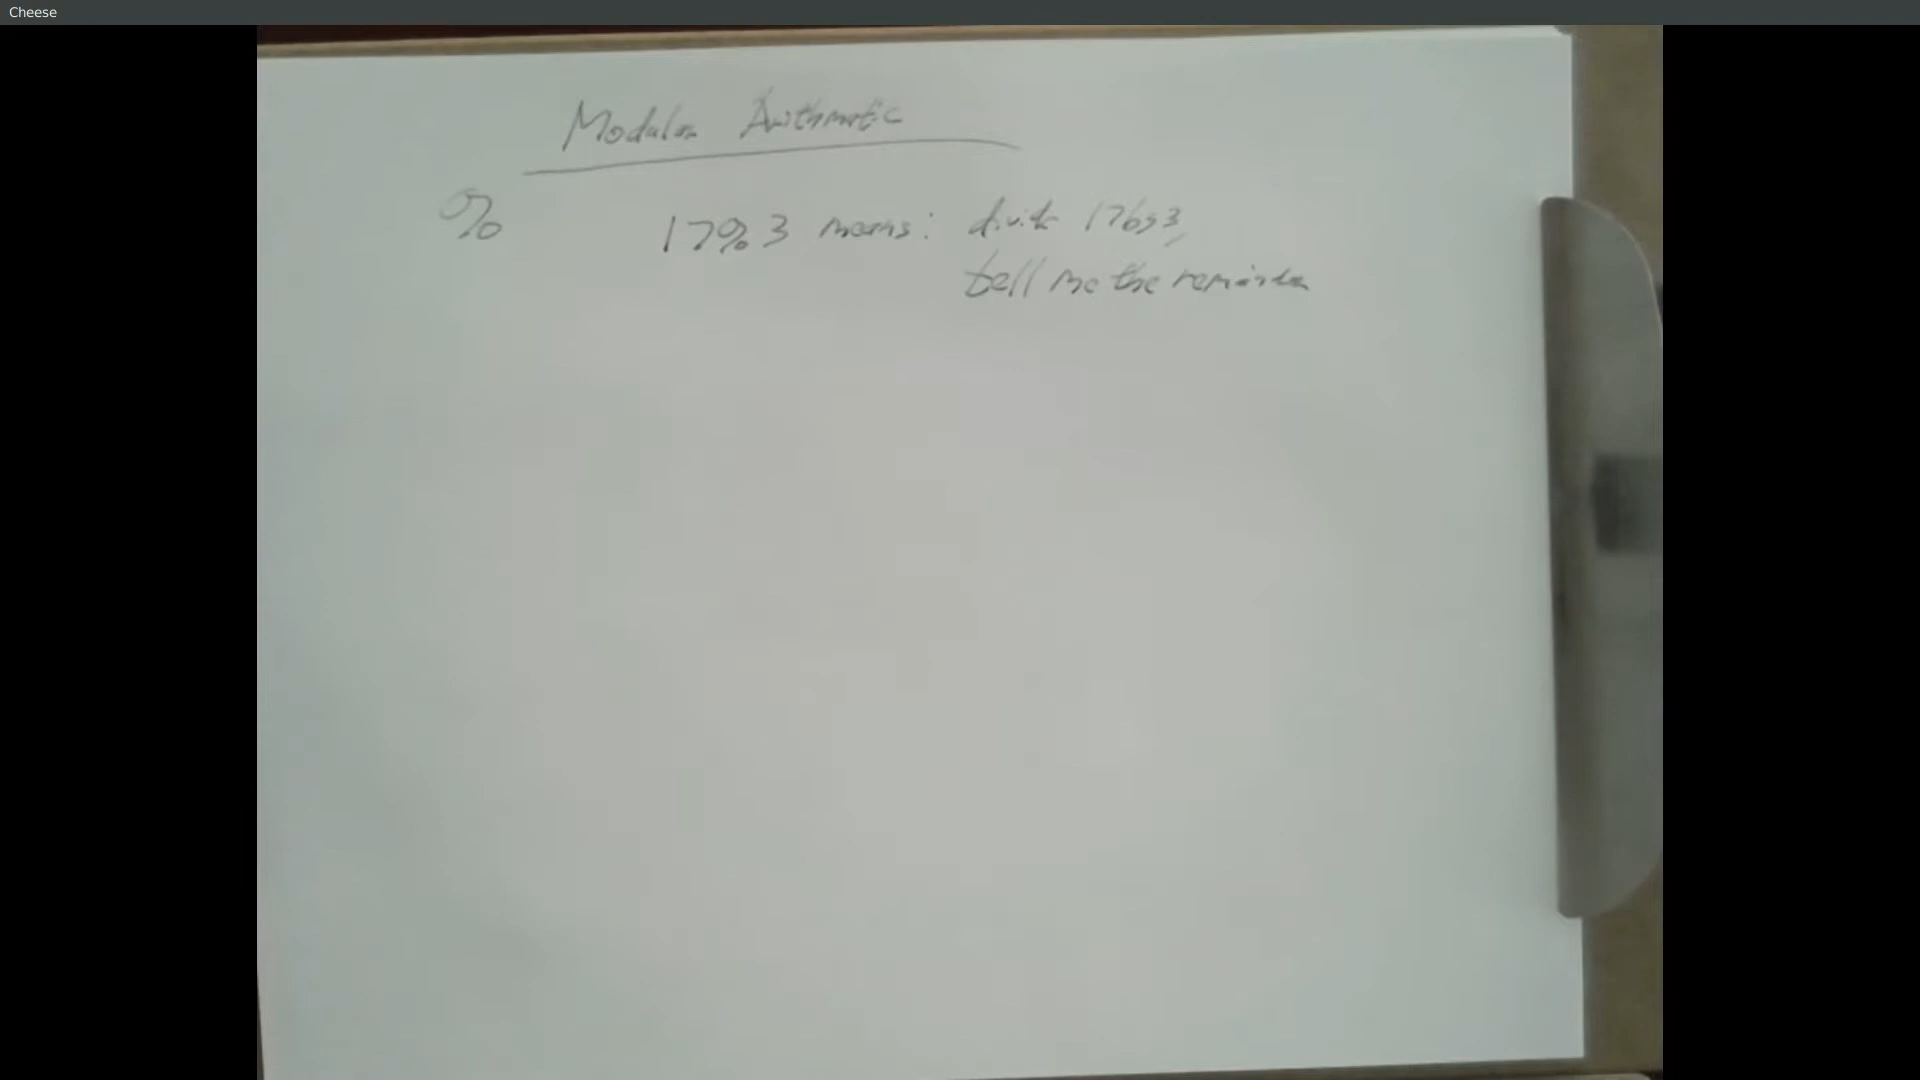 Cheese
Modular Arithmetic
% 17%3 means: divide 17 by 3,
tell me the remainder